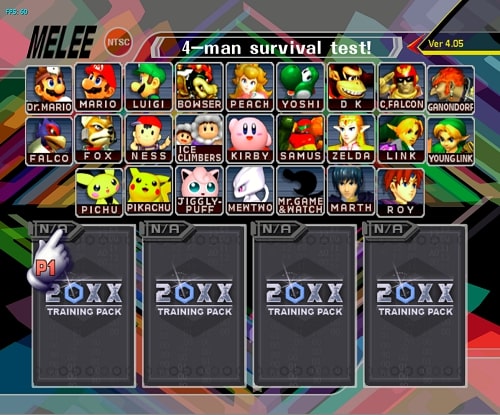 FPS: 60
MELEE
NTSC
4-man survival test!
Ver 4.05
DR.MARIO
MARIO
LUIGI
BOWSER
PEACH
YOSHI
D K
C.FALCON
GANONDORF
FALCO
FOX
NESS
ICE
CLIMBERS
KIRBY
SAMUS
ZELDA
LINK
YOUNG LINK
PICHU
PIKACHU
JIGGLY-
PUFF
MEWTWO
Mr.GAME
&WATCH
MARTH
ROY
N/A
N/A
N/A
N/A
P1
20XX
TRAINING PACK
20XX
TRAINING PACK
20XX
TRAINING PACK
20XX
TRAINING PACK